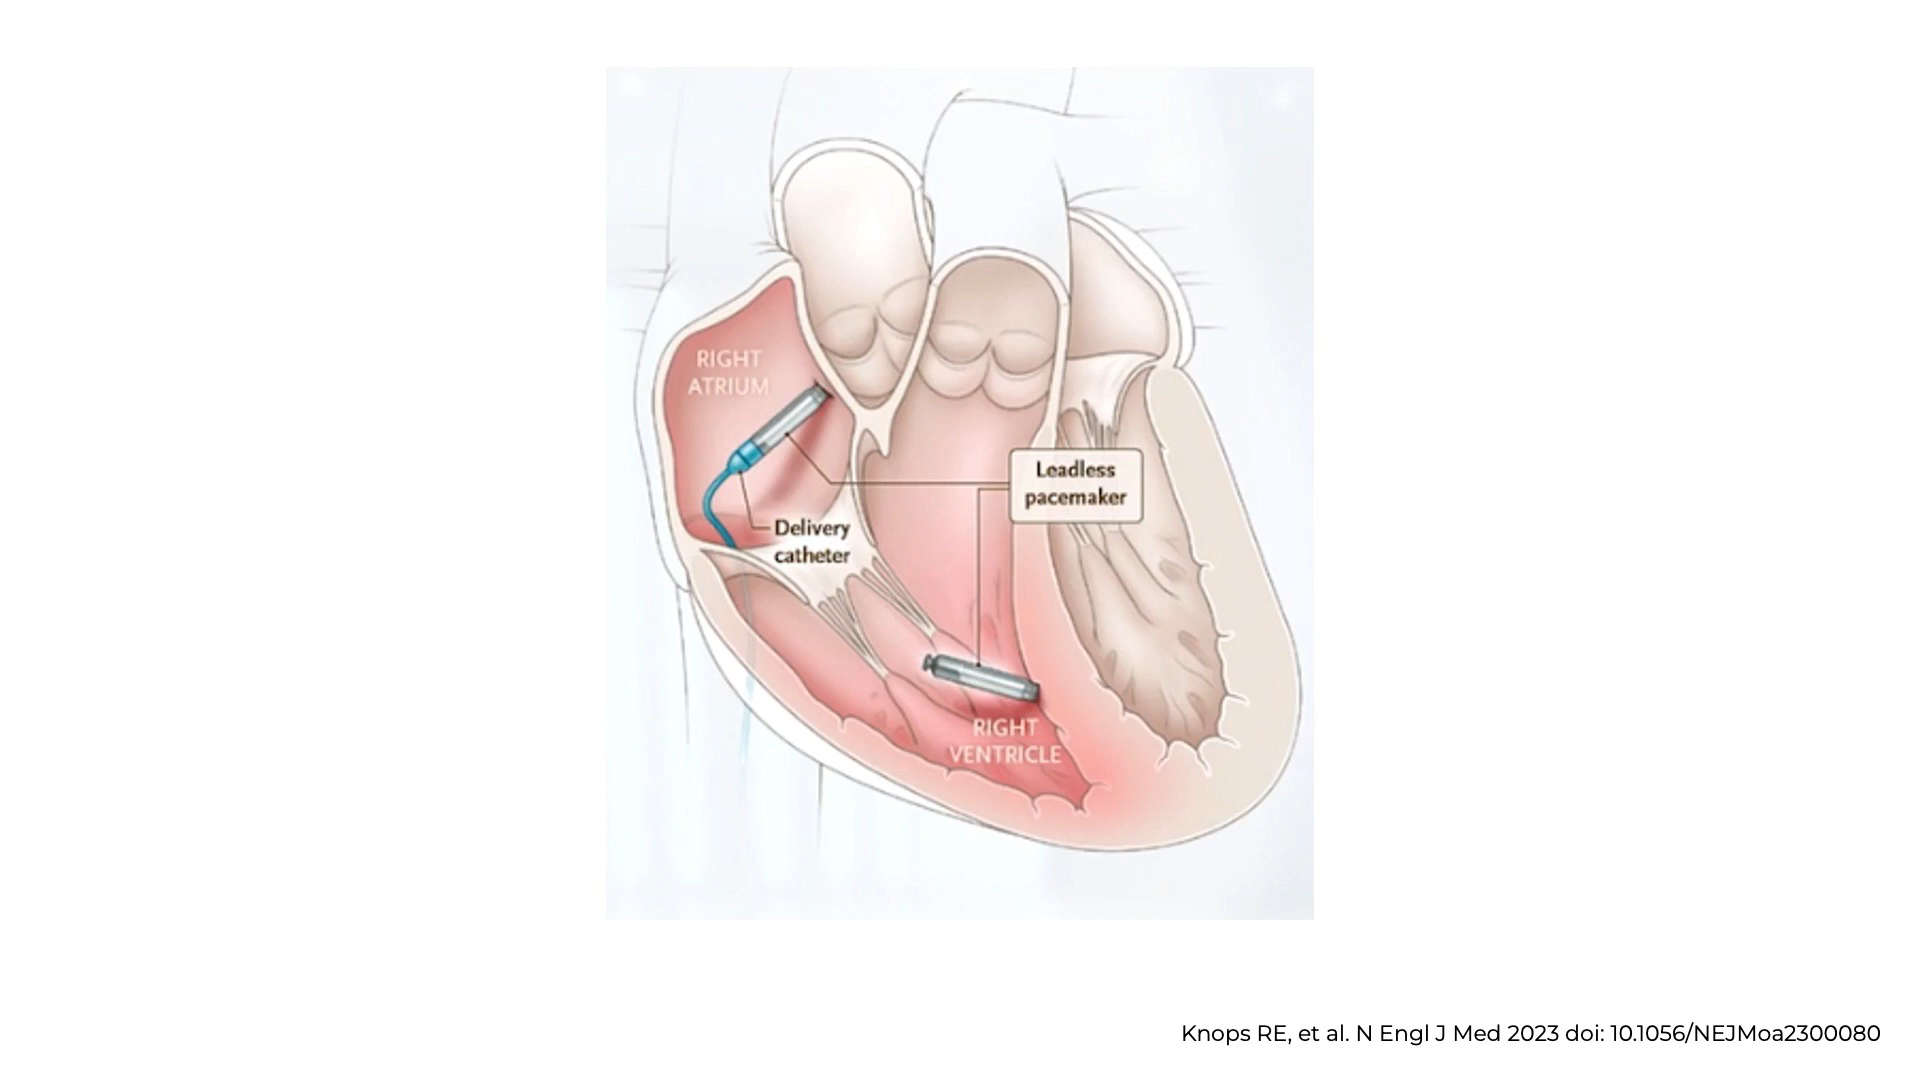 RIGHT
ATRIUM
Leadless
pacemaker
Delivery
catheter
RIGHT
VENTRICLE
Knops RE, et al. N Engl J Med 2023 doi: 10.1056/NEJMoa2300080